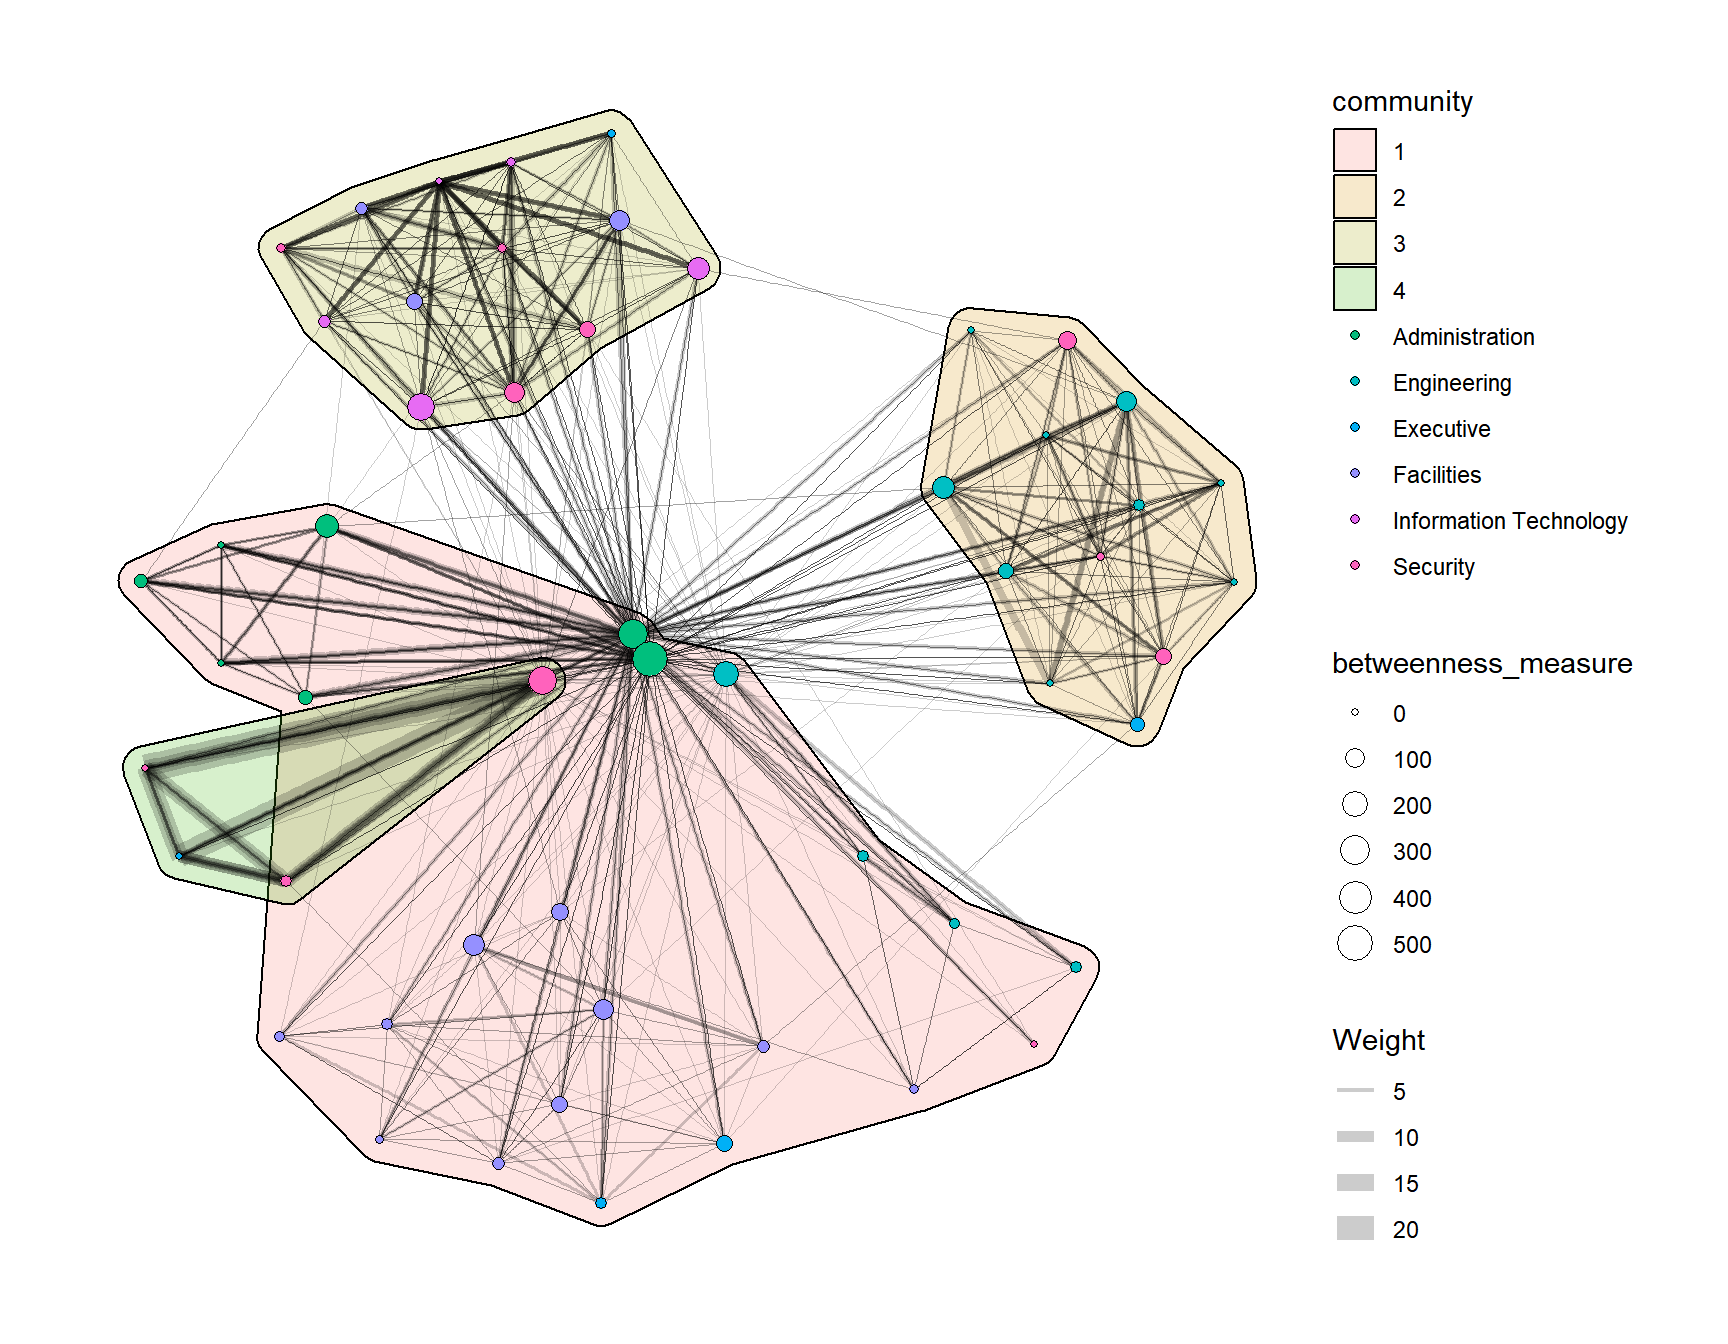 community
1
2
3
4
Administration
Engineering
Executive
Facilities
Information Technology
Security
betweenness_measure
0
100
200
300
400
500
Weight
5
10
15
20